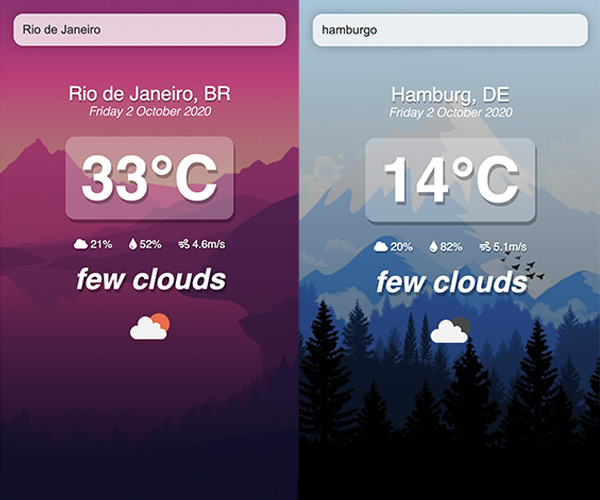 Rio de Janeiro
Rio de Janeiro, BR
Friday 2 October 2020
33°C
21% 52% 4.6m/s
few clouds
hamburgo
Hamburg, DE
Friday 2 October 2020
14°C
20% 82% 5.1m/s
few clouds